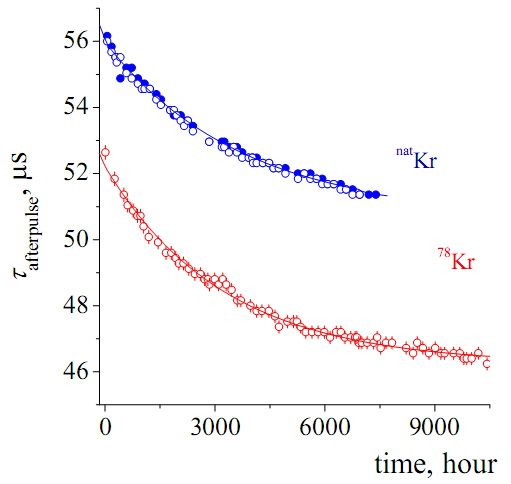 56
54
52
50
48
46
τafterpulse, μs
natKr
78Kr
0 3000 6000 9000
time, hour